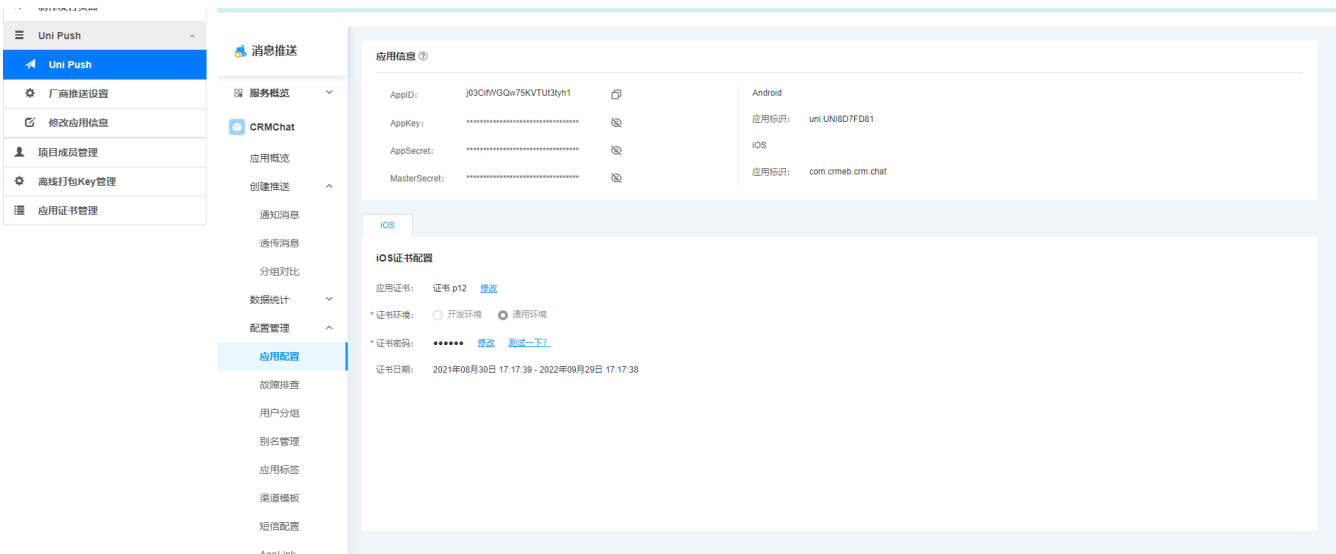 Uni Push
Uni Push
厂商推送设置
修改应用信息
项目成员管理
离线打包Key管理
应用证书管理
消息推送
服务概览
CRMChat
应用概览
创建推送
通知消息
透传消息
分组对比
数据统计
配置管理
应用配置
故障排查
用户分组
别名管理
应用标签
渠道模板
短信配置
应用信息 ?
AppID: j03CifWGQw75KVTUt3tyh1
AppKey: **********************************
AppSecret: **********************************
MasterSecret: **********************************
Android
应用标识: uni.UNI8D7FD81
iOS
应用标识: com.crmeb.crm.chat
iOS
iOS证书配置
应用证书: 证书.p12 修改
* 证书环境: 开发环境 通用环境
* 证书密码: ●●●●●● 修改 测试一下?
证书日期: 2021年08月30日 17:17:39 - 2022年09月29日 17:17:38